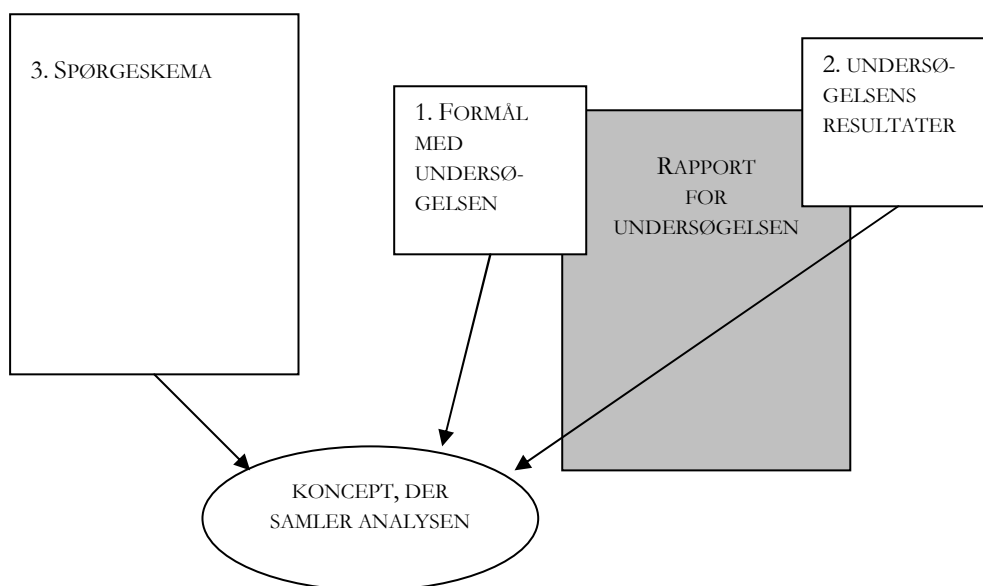 3. SPØRGESKEMA
1. FORMÅL
MED
UNDERSØ-
GELSEN
2. UNDERSØ-
GELSENS
RESULTATER
RAPPORT
FOR
UNDERSØGELSEN
KONCEPT, DER
SAMLER ANALYSEN